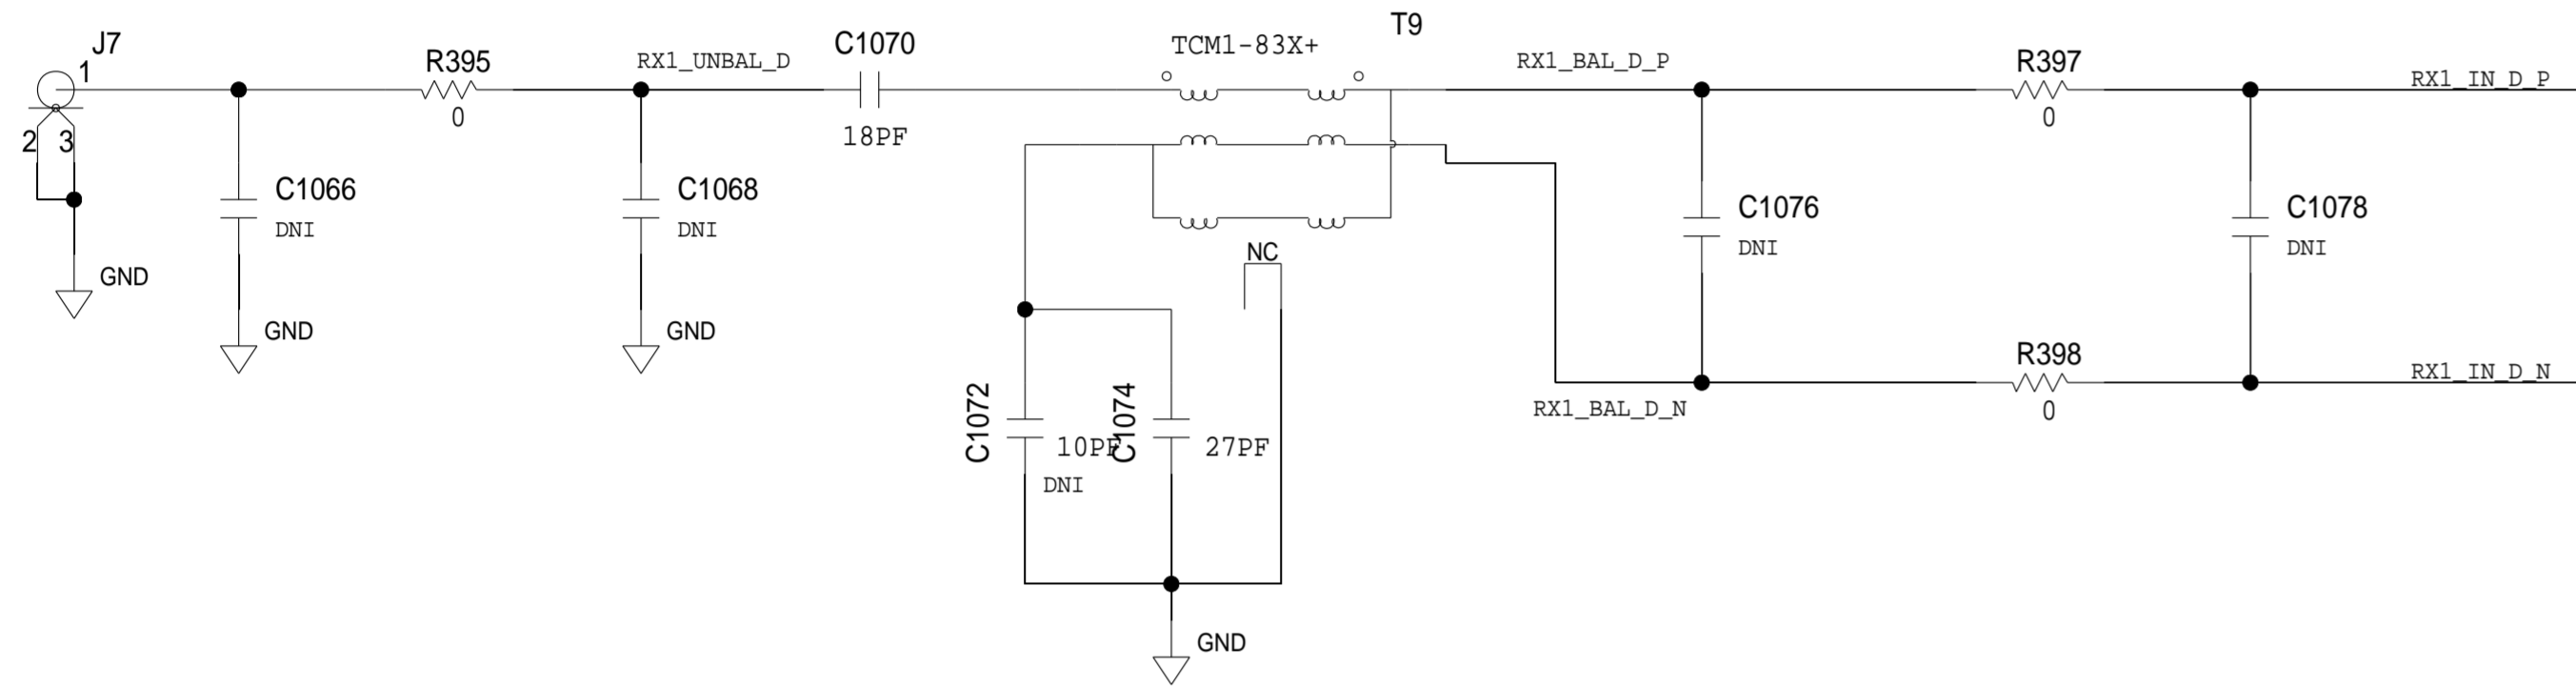 T9
J7
1
R395
0
RX1_UNBAL_D
C1070
18PF
TCM1-83X+
RX1_BAL_D_P
R397
0
RX1_IN_D_P
2
3
GND
C1066
DNI
GND
C1068
DNI
GND
NC
C1076
DNI
C1078
DNI
RX1_BAL_D_N
R398
0
RX1_IN_D_N
C1072
10PF
DNI
C1074
27PF
GND